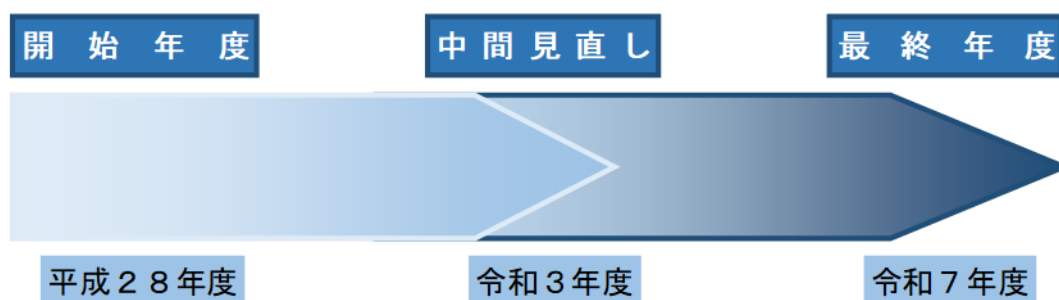 開始年度
中間見直し
最終年度
平成２８年度
令和３年度
令和７年度